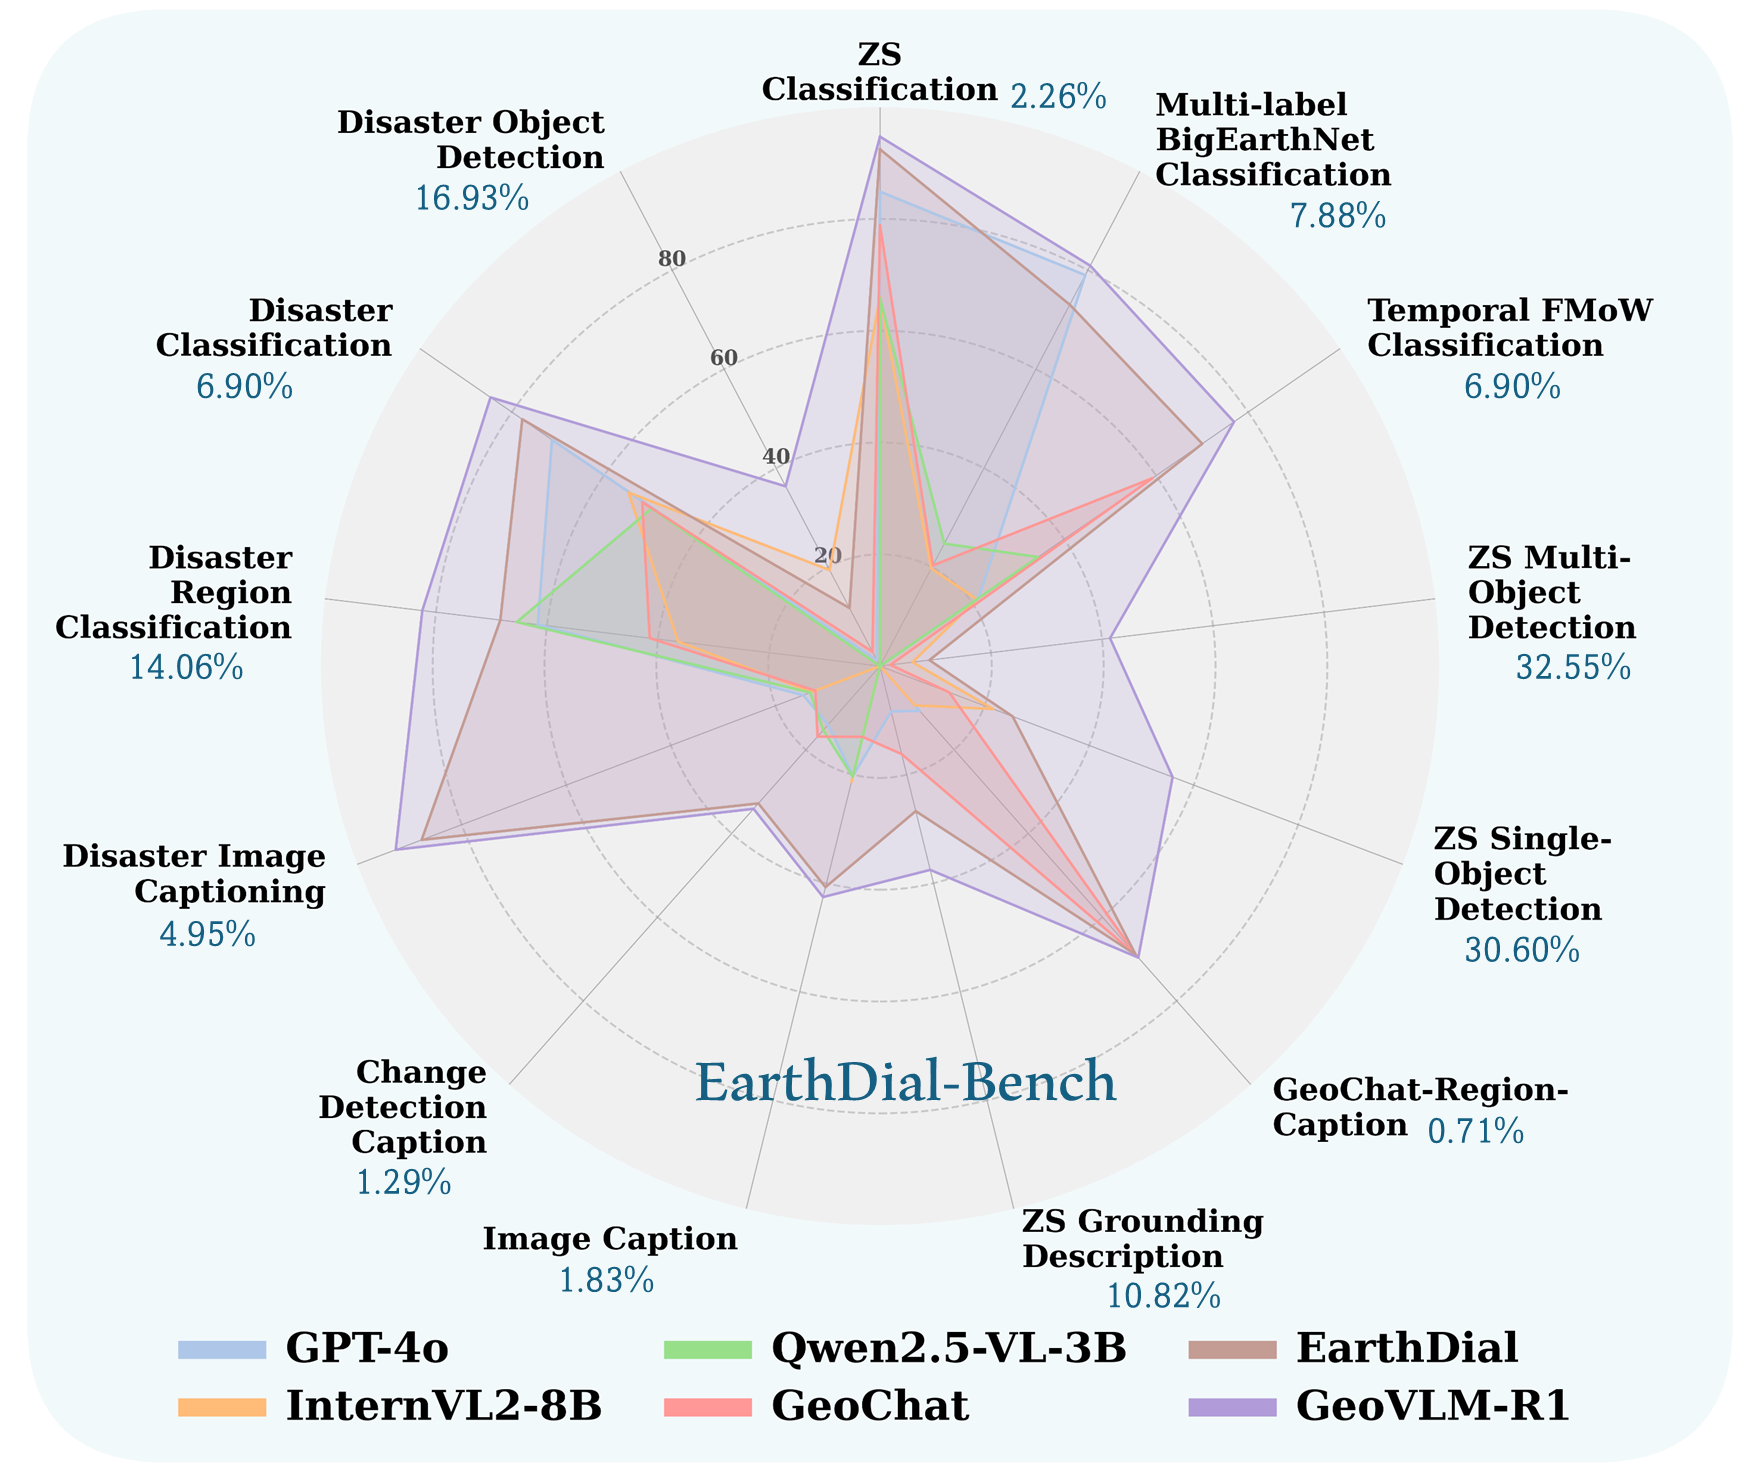 ZS
Classification 2.26%
Multi-label
BigEarthNet
Classification
7.88%
Temporal FMoW
Classification
6.90%
ZS Multi-
Object
Detection
32.55%
ZS Single-
Object
Detection
30.60%
GeoChat-Region-
Caption 0.71%
ZS Grounding
Description
10.82%
Image Caption
1.83%
Change
Detection
Caption
1.29%
Disaster Image
Captioning
4.95%
Disaster
Region
Classification
14.06%
Disaster
Classification
6.90%
Disaster Object
Detection
16.93%
80
60
40
20
EarthDial-Bench
GPT-4o
Qwen2.5-VL-3B
EarthDial
InternVL2-8B
GeoChat
GeoVLM-R1